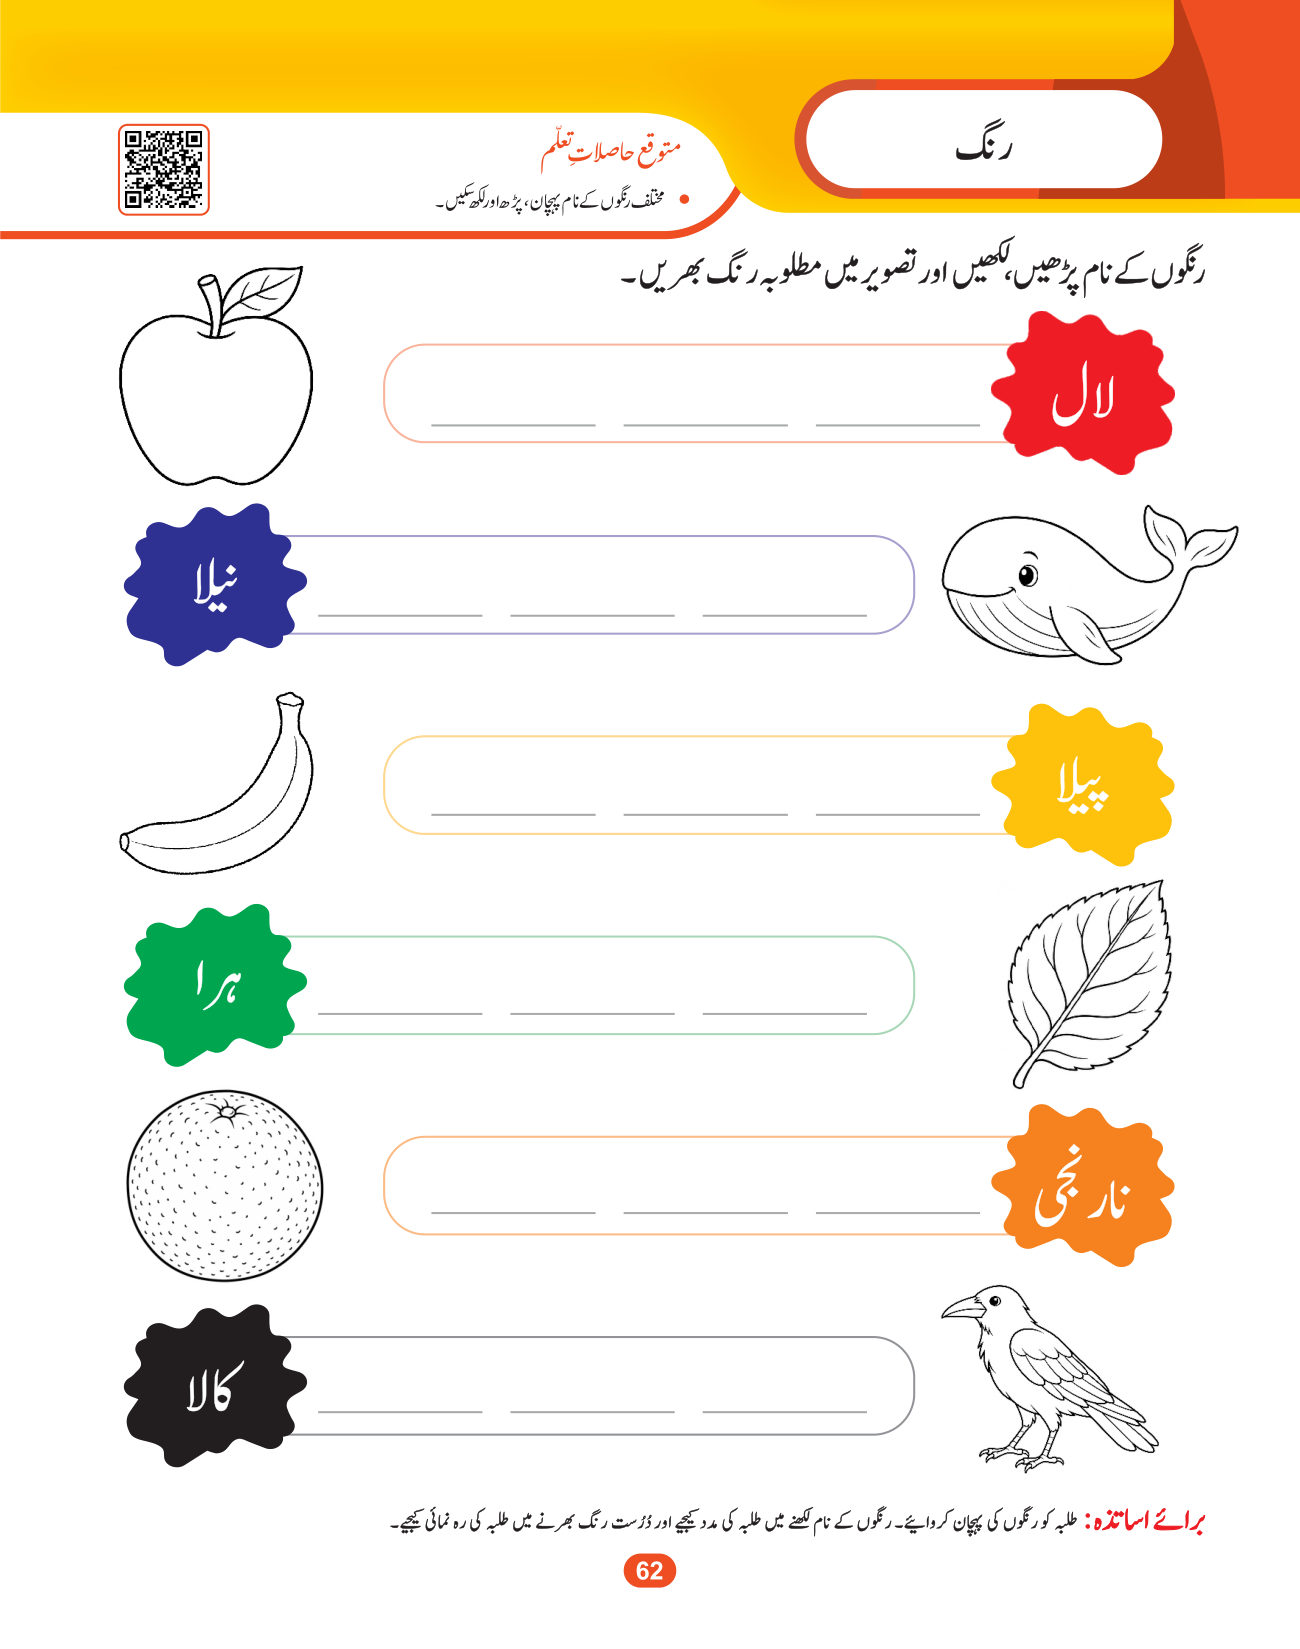 رنگ
متوقع حاصلاتِ تعلّم
• مختلف رنگوں کے نام پہچان، پڑھ اور لکھ سکیں۔
رنگوں کے نام پڑھیں، لکھیں اور تصویر میں مطلوبہ رنگ بھریں۔
لال
نیلا
پیلا
ہرا
نارنجی
کالا
برائے اساتذہ: طلبہ کو رنگوں کی پہچان کروائیے۔ رنگوں کے نام لکھنے میں طلبہ کی مدد کیجیے اور دُرست رنگ بھرنے میں طلبہ کی رہ نمائی کیجیے۔
62